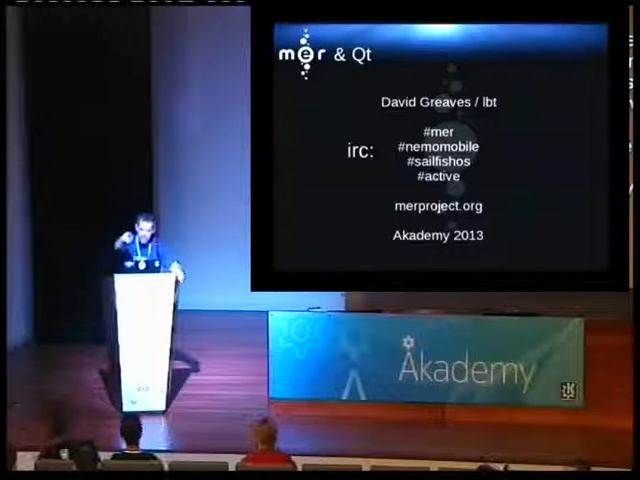 mer & Qt
David Greaves / lbt
irc:
#mer
#nemomobile
#sailfishos
#active
merproject.org
Akademy 2013
Akademy